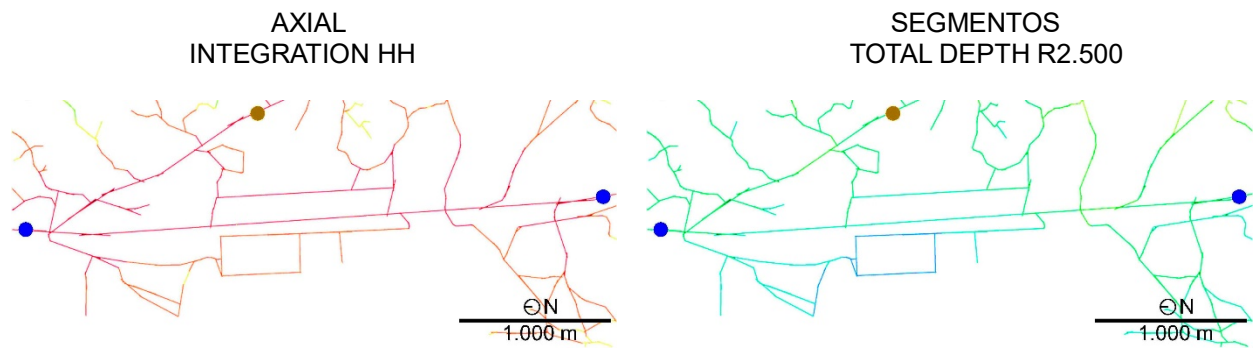 AXIAL
INTEGRATION HH
SEGMENTOS
TOTAL DEPTH R2.500
N
1.000 m
N
1.000 m